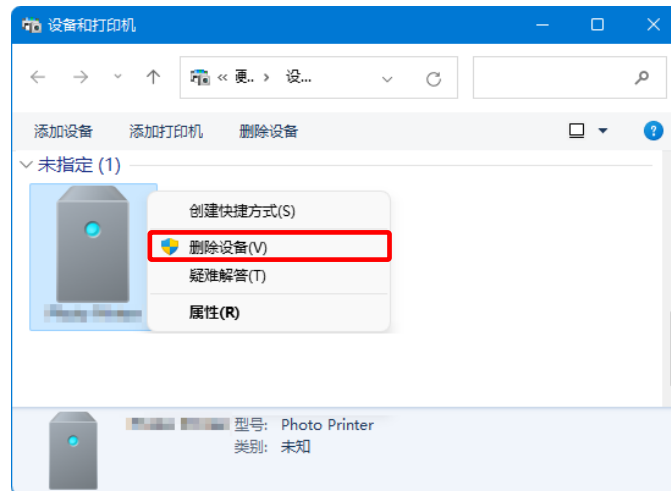 设备和打印机
« 硬.. › 设...
添加设备 添加打印机 删除设备
未指定 (1)
创建快捷方式(S)
删除设备(V)
疑难解答(T)
属性(R)
型号: Photo Printer
类别: 未知